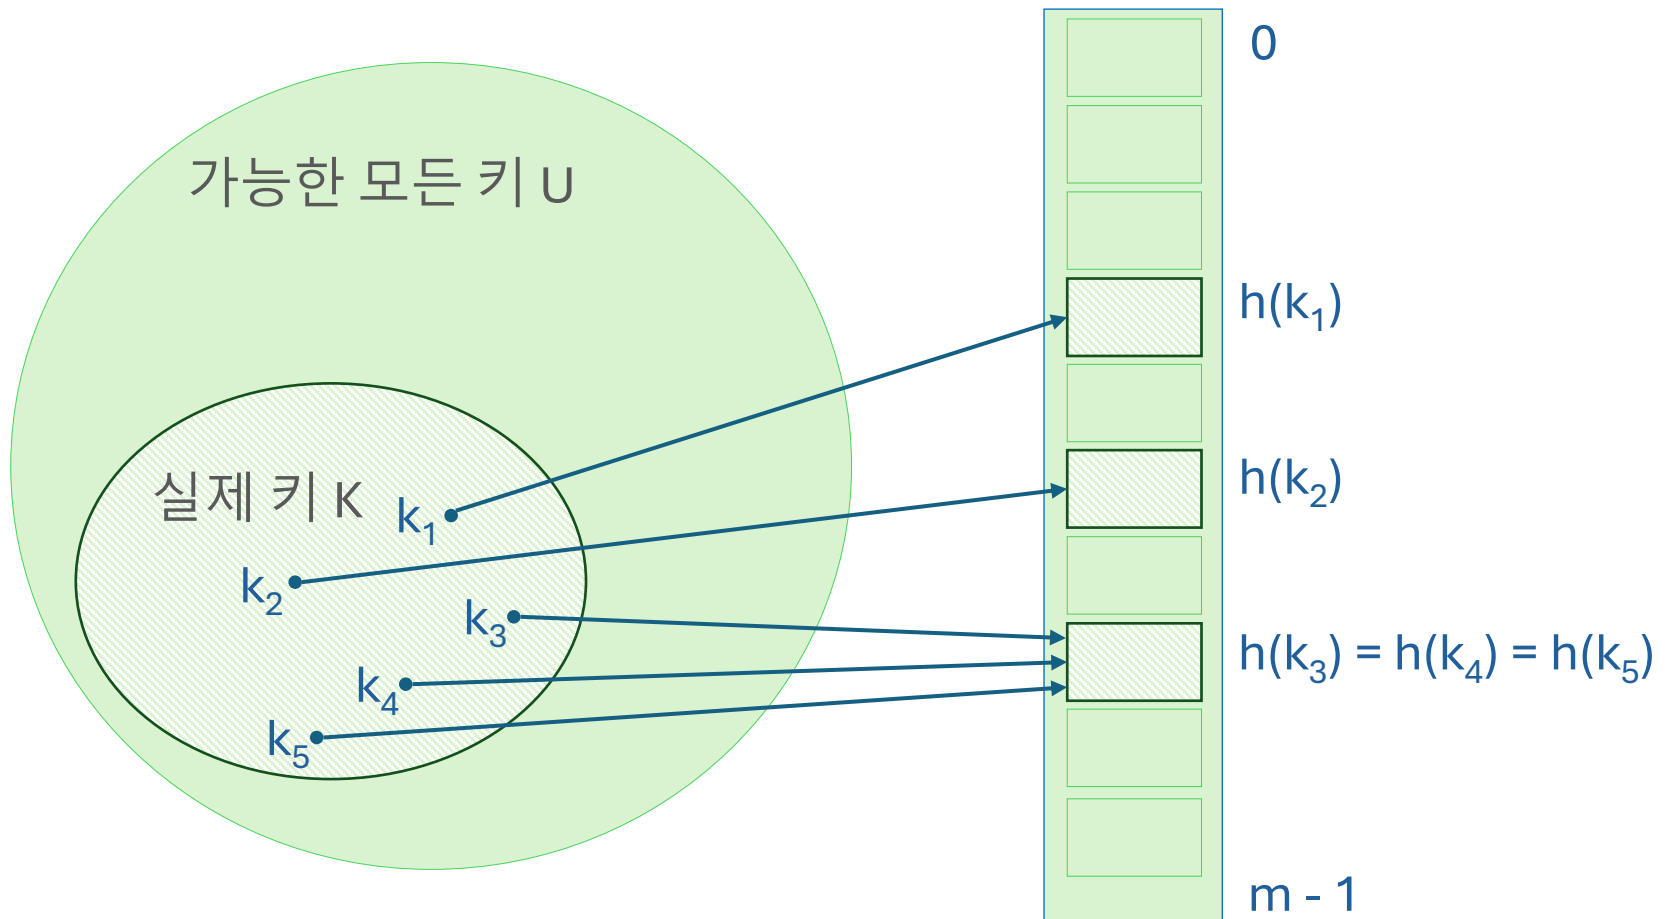 0
가능한 모든 키 U
h(k₁)
실제 키 K
k₁
h(k₂)
k₂
k₃
h(k₃) = h(k₄) = h(k₅)
k₄
k₅
m - 1